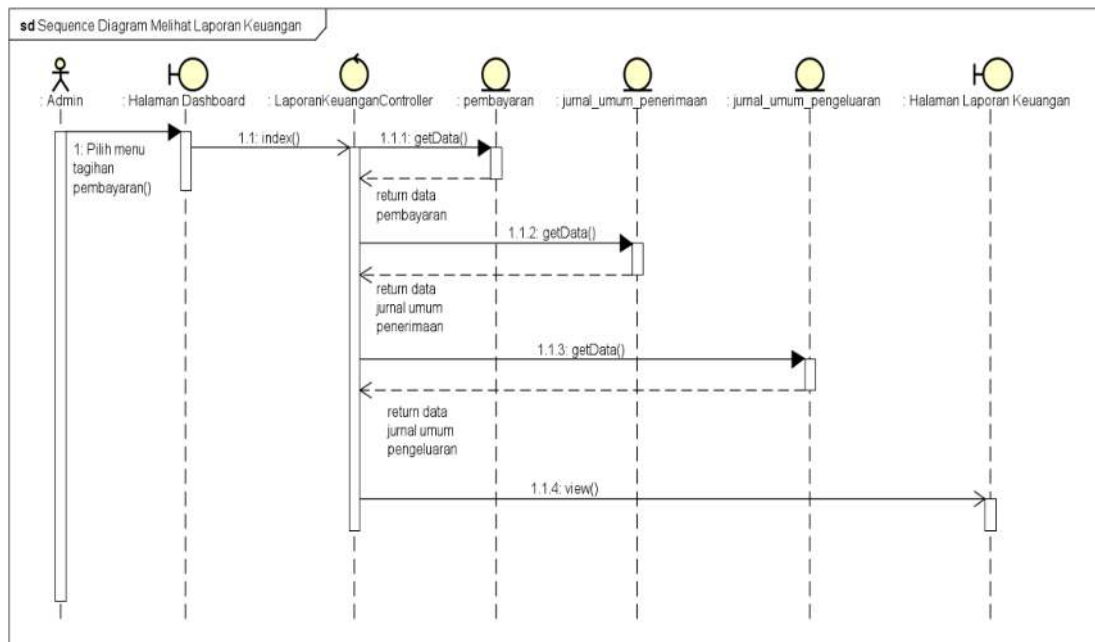 sd Sequence Diagram Melihat Laporan Keuangan
: Admin
: Halaman Dashboard
: LaporanKeuanganController
: pembayaran
: jurnal_umum_penerimaan
: jurnal_umum_pengeluaran
: Halaman Laporan Keuangan
1: Pilih menu
tagihan
pembayaran()
1.1: index()
1.1.1: getData()
return data
pembayaran
1.1.2: getData()
return data
jurnal umum
penerimaan
1.1.3: getData()
return data
jurnal umum
pengeluaran
1.1.4: view()